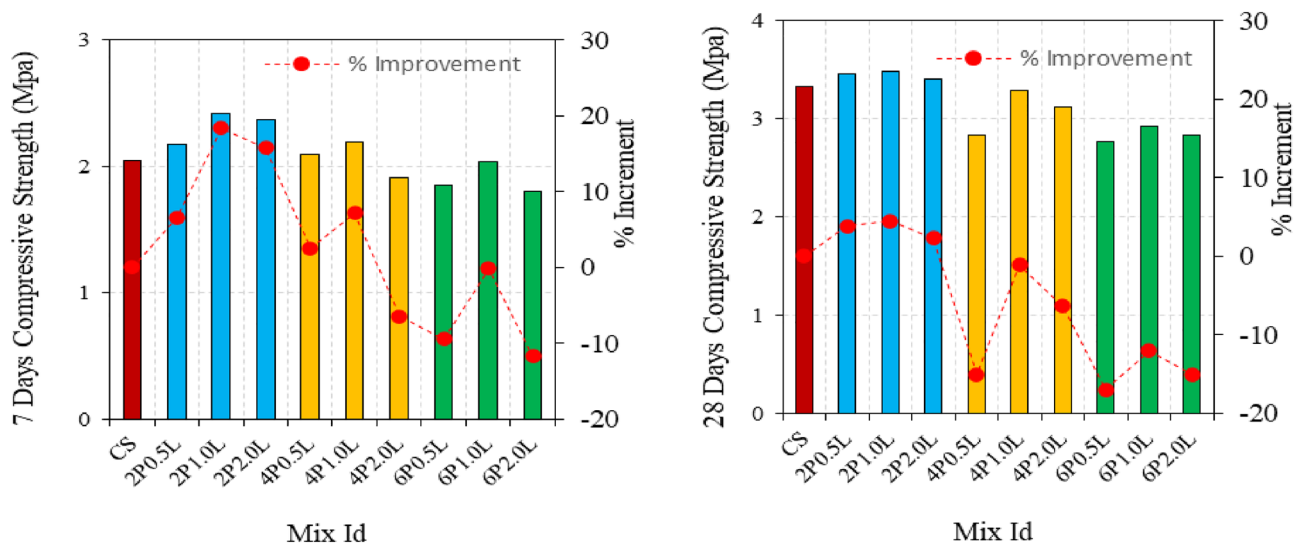 7 Days Compressive Strength (Mpa)
3
2
1
0
% Improvement
30
20
10
0
-10
-20
% Increment
CS
2P0.5L
2P1.0L
2P2.0L
4P0.5L
4P1.0L
4P2.0L
6P0.5L
6P1.0L
6P2.0L
Mix Id
28 Days Compressive Strength (Mpa)
4
3
2
1
0
% Improvement
30
20
10
0
-10
-20
% Increment
CS
2P0.5L
2P1.0L
2P2.0L
4P0.5L
4P1.0L
4P2.0L
6P0.5L
6P1.0L
6P2.0L
Mix Id